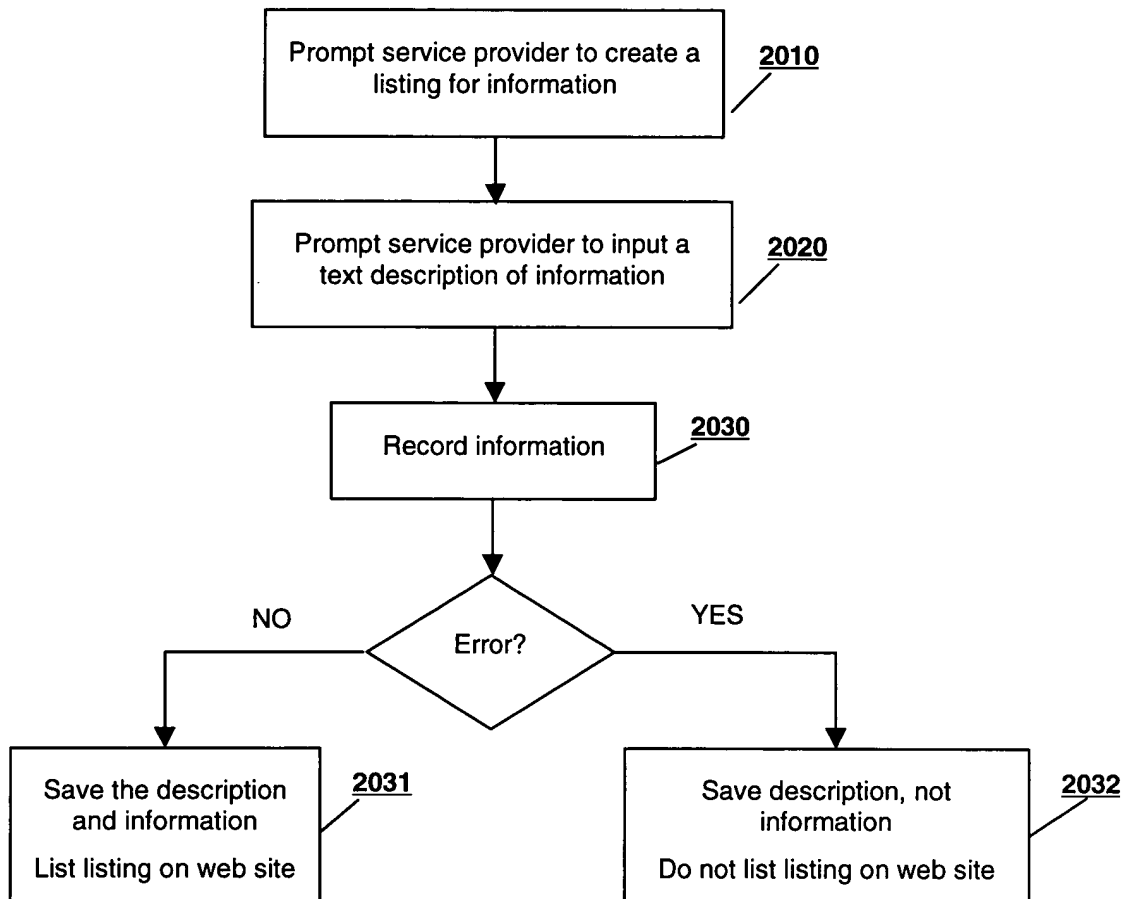 Prompt service provider to create a
listing for information
2010
Prompt service provider to input a
text description of information
2020
Record information
2030
NO
Error?
YES
Save the description
and information
List listing on web site
2031
Save description, not
information
Do not list listing on web site
2032